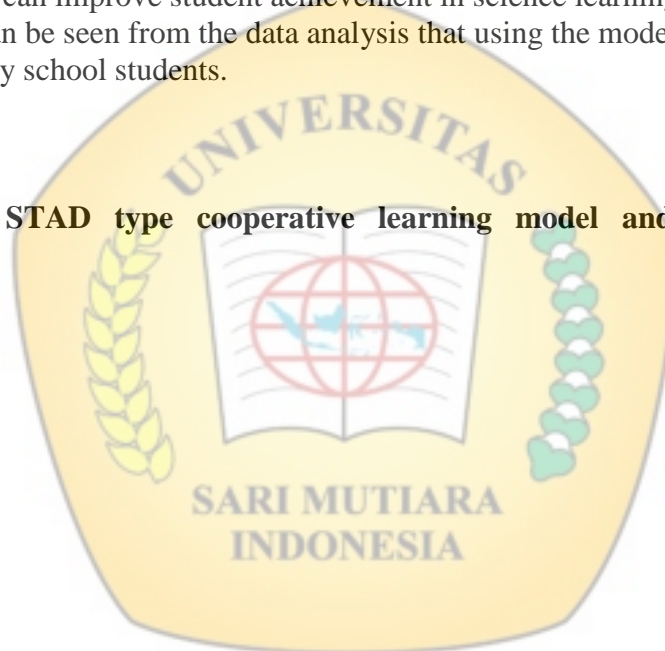 can improve student achievement in science learning
an be seen from the data analysis that using the mode
y school students.
UNIVERSITAS
STAD type cooperative learning model and
SARI MUTIARA
INDONESIA